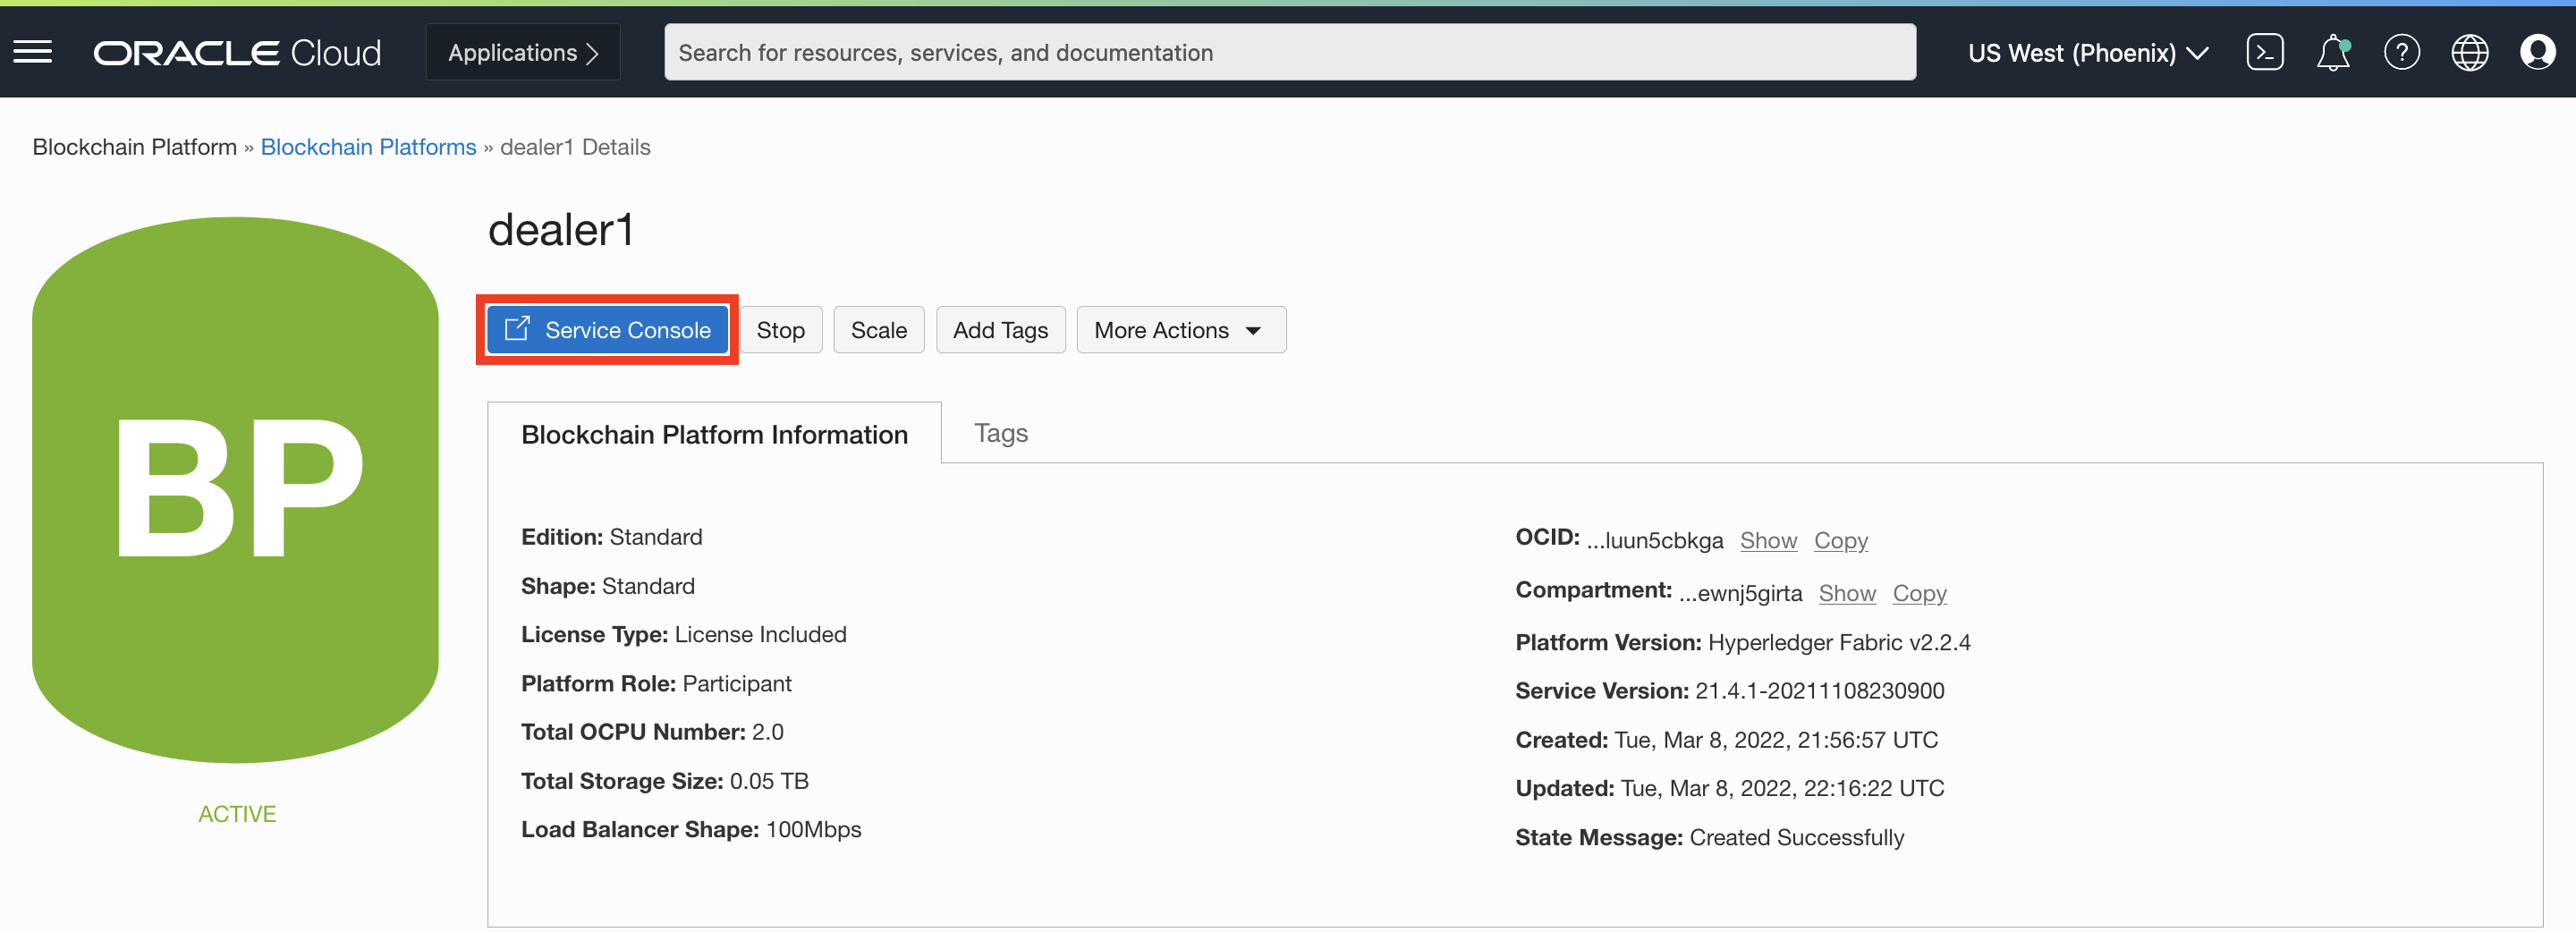 ORACLE Cloud
Applications
Search for resources, services, and documentation
US West (Phoenix)
Blockchain Platform » Blockchain Platforms » dealer1 Details
BP
ACTIVE
dealer1
Service Console
Stop
Scale
Add Tags
More Actions
Blockchain Platform Information
Tags
Edition: Standard
Shape: Standard
License Type: License Included
Platform Role: Participant
Total OCPU Number: 2.0
Total Storage Size: 0.05 TB
Load Balancer Shape: 100Mbps
OCID: ...luun5cbkga Show Copy
Compartment: ...ewnj5girta Show Copy
Platform Version: Hyperledger Fabric v2.2.4
Service Version: 21.4.1-20211108230900
Created: Tue, Mar 8, 2022, 21:56:57 UTC
Updated: Tue, Mar 8, 2022, 22:16:22 UTC
State Message: Created Successfully